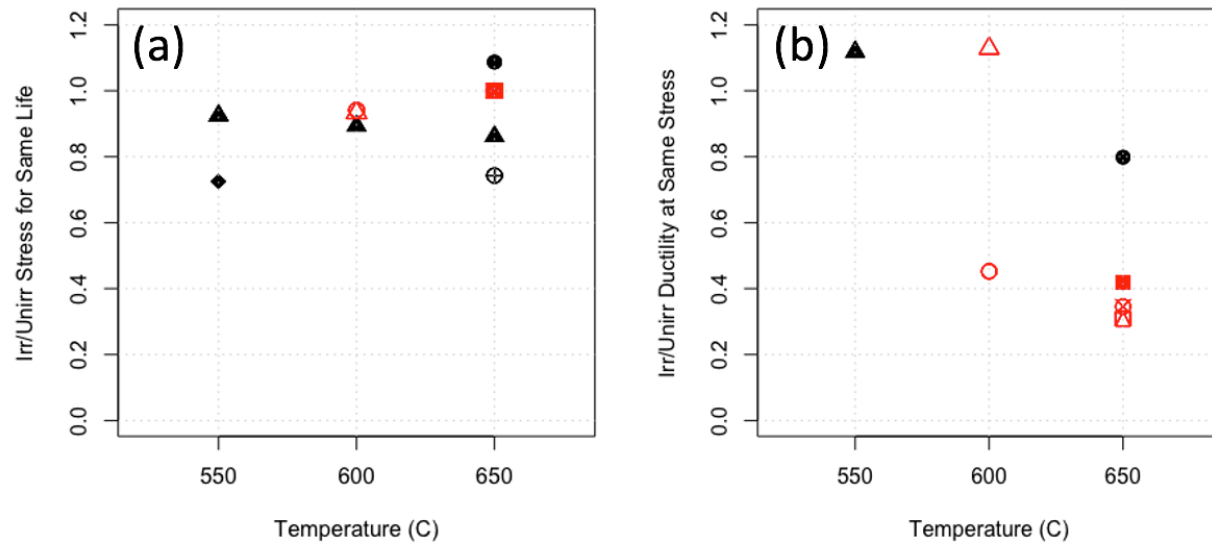 (a)
Irr/Unirr Stress for Same Life
1.2
1.0
0.8
0.6
0.4
0.2
0.0
550 600 650
Temperature (C)
(b)
Irr/Unirr Ductility at Same Stress
1.2
1.0
0.8
0.6
0.4
0.2
0.0
550 600 650
Temperature (C)